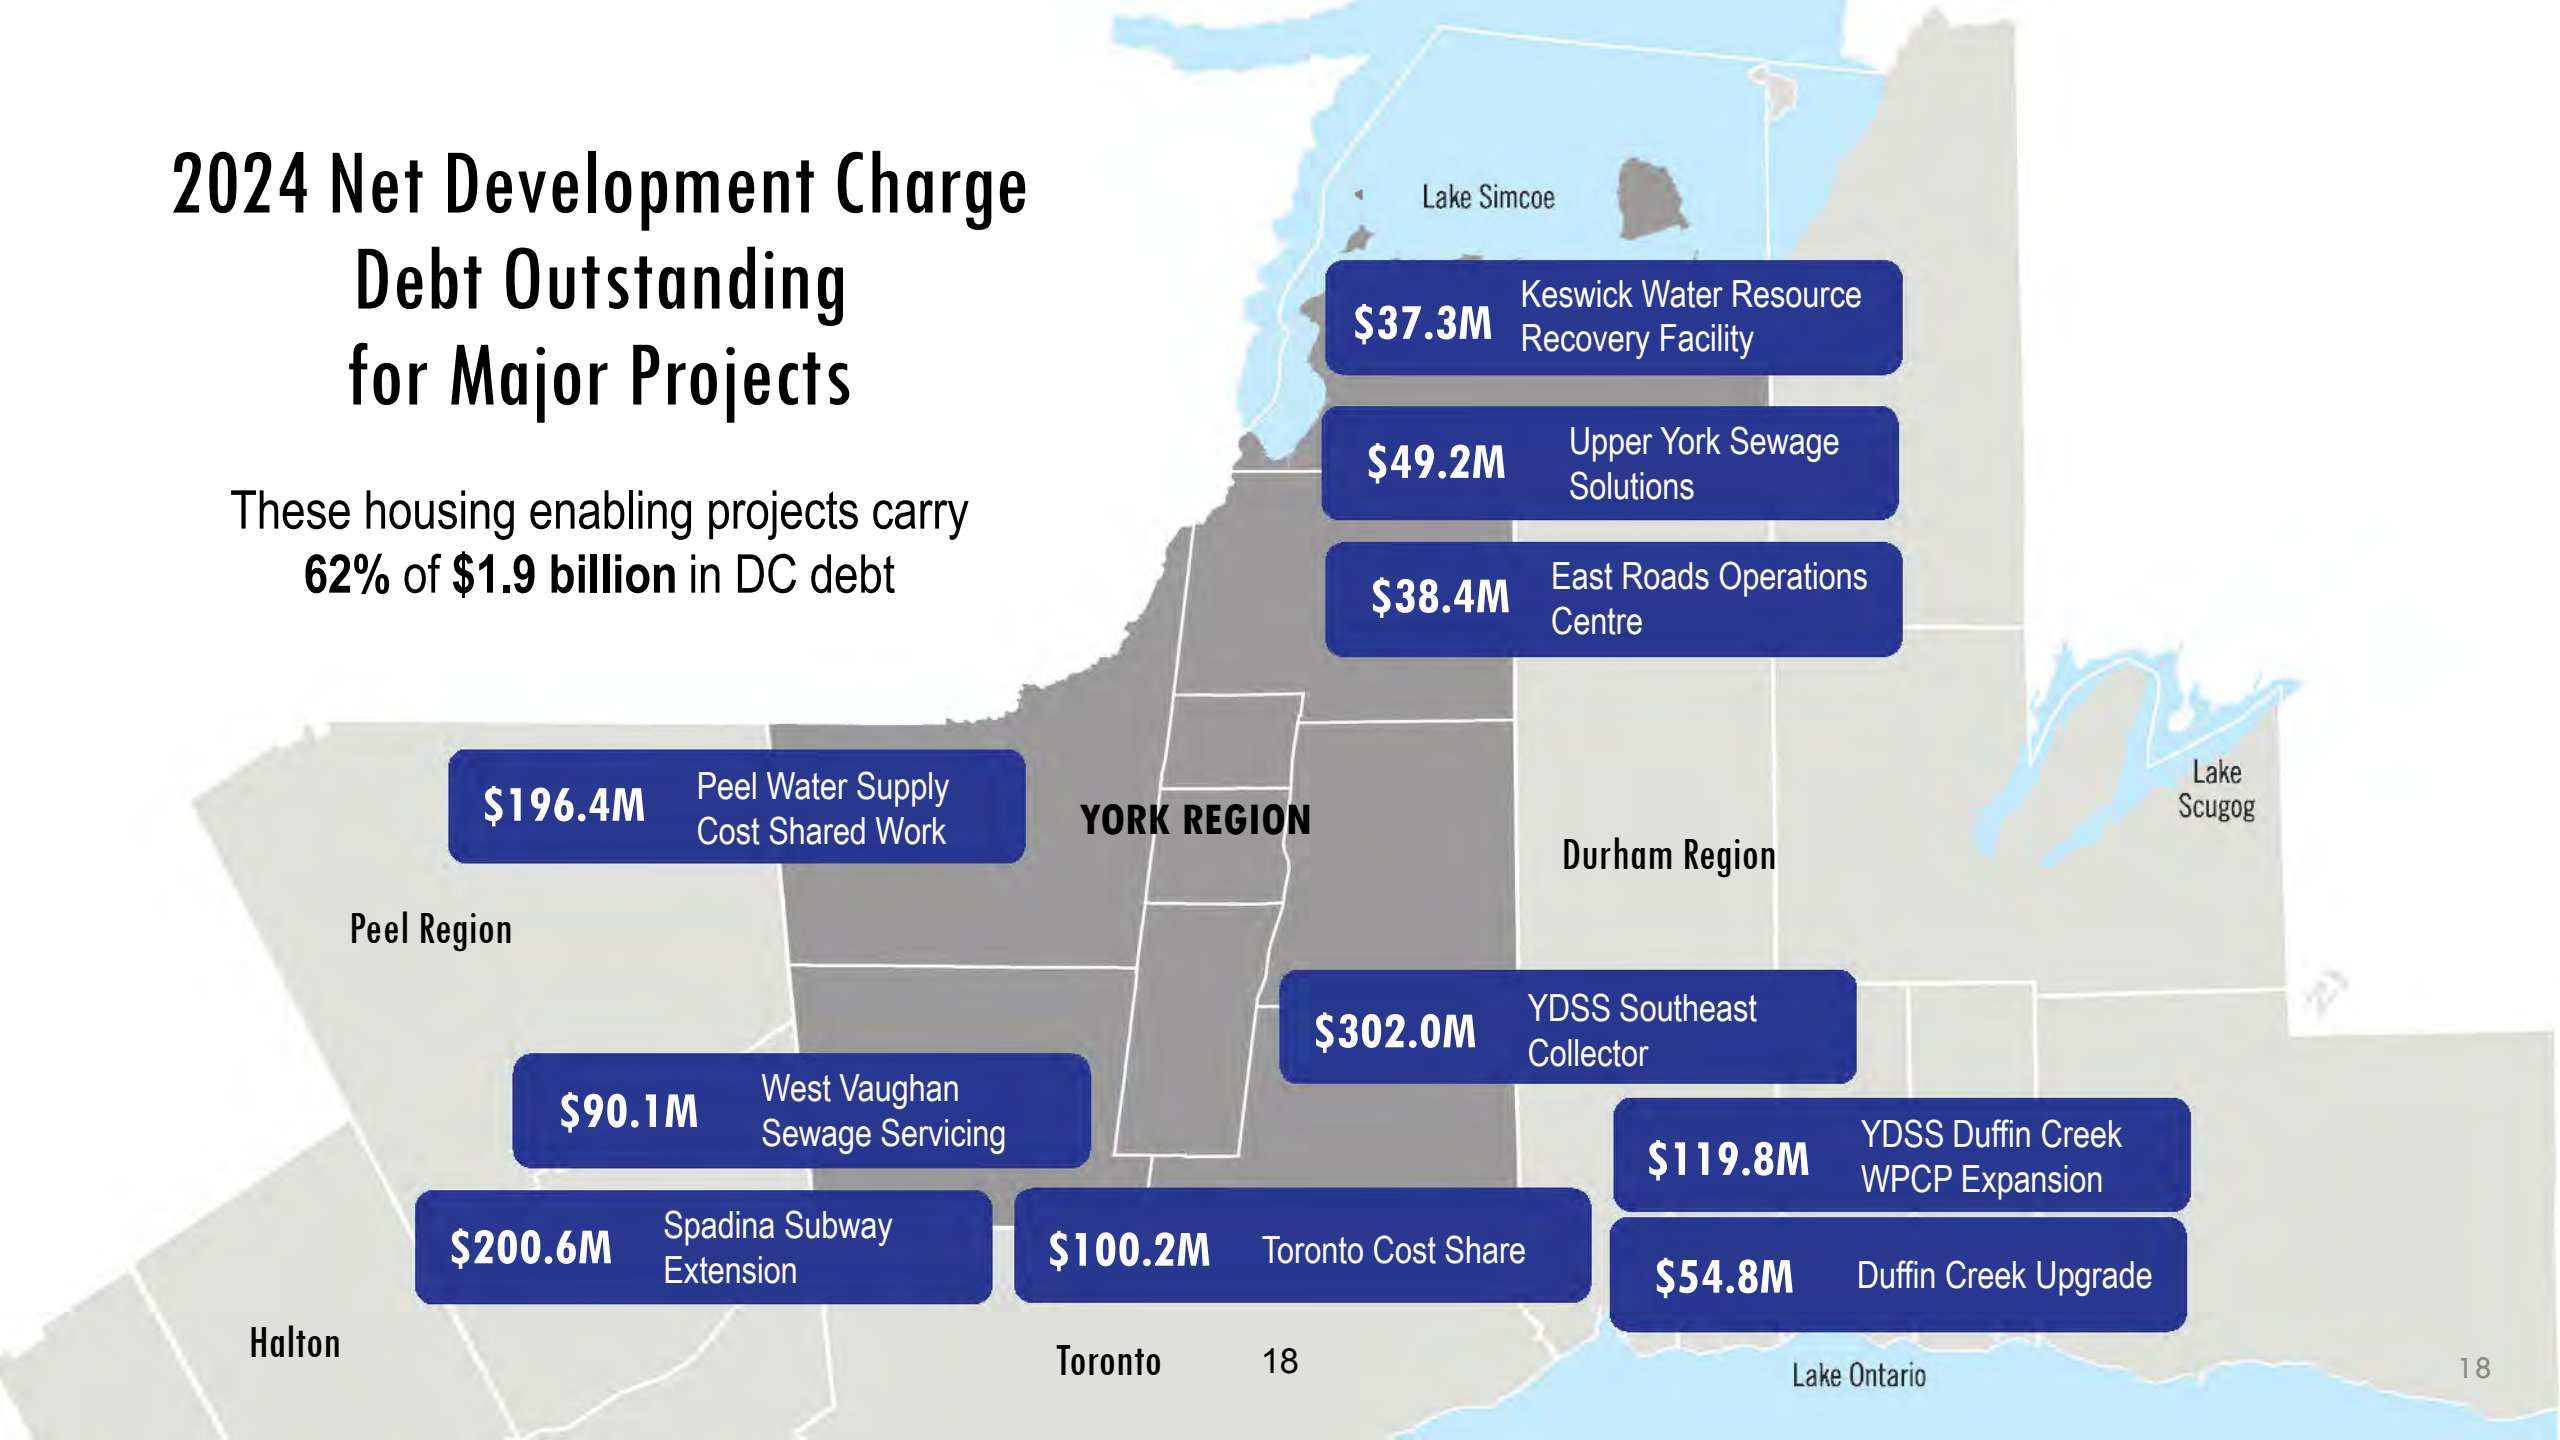 2024 Net Development Charge
Debt Outstanding
for Major Projects
These housing enabling projects carry
62% of $1.9 billion in DC debt
Lake Simcoe
$37.3M
Keswick Water Resource
Recovery Facility
$49.2M
Upper York Sewage
Solutions
$38.4M
East Roads Operations
Centre
$196.4M
Peel Water Supply
Cost Shared Work
YORK REGION
Durham Region
Lake
Scugog
Peel Region
$302.0M
YDSS Southeast
Collector
$90.1M
West Vaughan
Sewage Servicing
$119.8M
YDSS Duffin Creek
WPCP Expansion
$200.6M
Spadina Subway
Extension
$100.2M
Toronto Cost Share
$54.8M
Duffin Creek Upgrade
Halton
Toronto
18
Lake Ontario
18